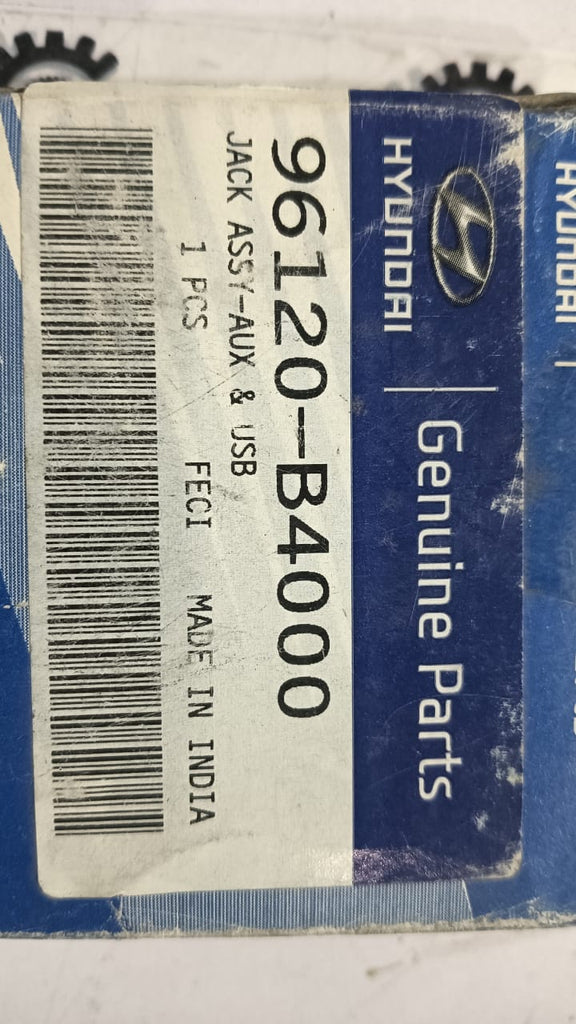 HYUNDAI
HYUNDAI | Genuine Parts
96120-B4000
JACK ASSY-AUX & USB
1 PCS FECI MADE IN INDIA